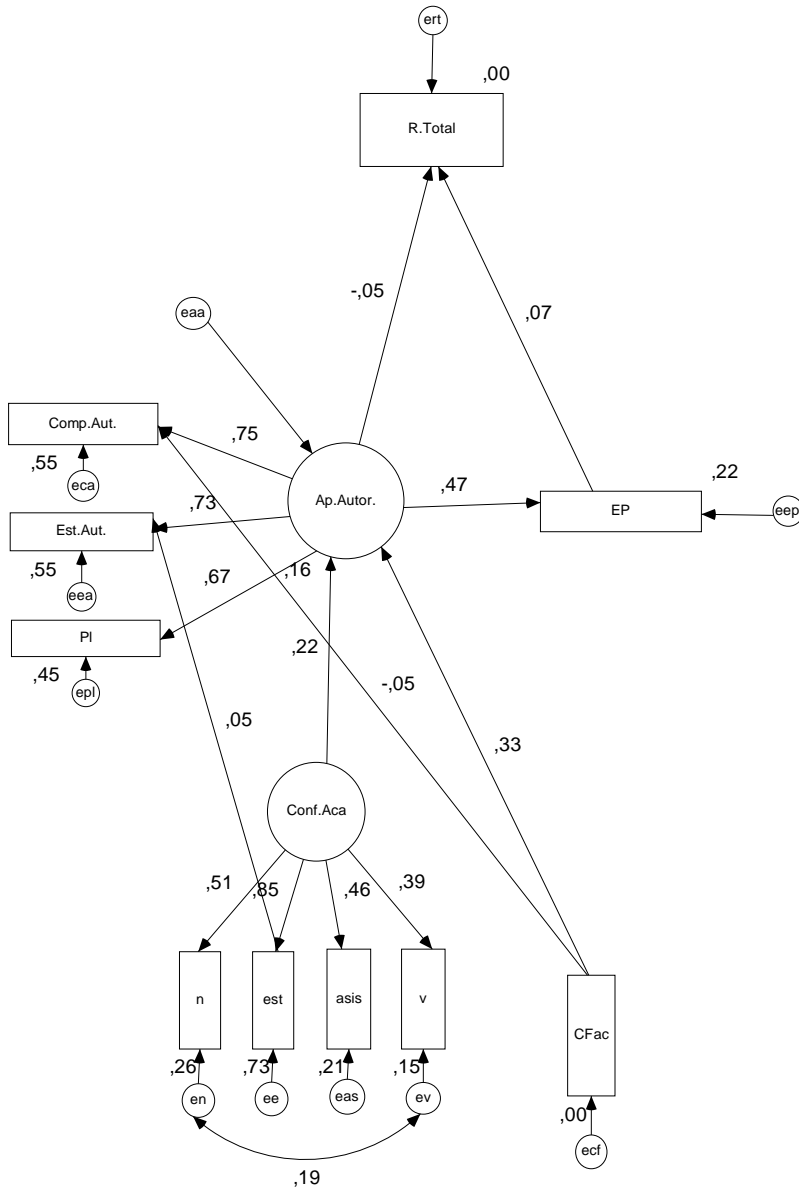 ert
,00
R.Total
-,05
,07
eaa
Comp.Aut.
,75
,55
eca
Ap.Autor.
,47
,22
EP
eep
,73
Est.Aut.
,55
eea
,67
,16
Pl
,45
epl
,22
-,05
,05
,33
Conf.Aca
,51
,85
,46
,39
n
est
asis
v
CFac
,26
,73
,21
,15
en
ee
eas
ev
,00
ecf
,19